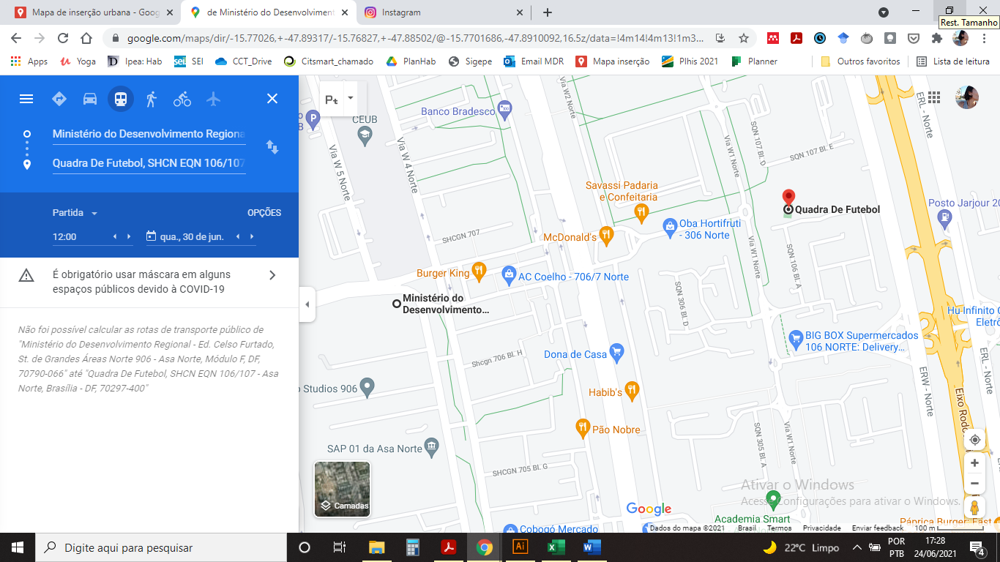 Mapa de inserção urbana - Goog
de Ministério do Desenvolviment
Instagram
Rest. Tamanho
google.com/maps/dir/-15.77026,+-47.89317/-15.76827,+-47.88502/@-15.7701686,-47.8910092,16.5z/data=!4m14!4m13!1m3...
Apps
Yoga
Ipea: Hab
SEI
CCT_Drive
Citsmart_chamado
PlanHab
Sigepe
Email MDR
Mapa inserção
Plhis 2021
Planner
Outros favoritos
Lista de leitura
Ministério do Desenvolvimento Regiona
Quadra De Futebol, SHCN EQN 106/107
Partida
OPÇÕES
12:00
qua., 30 de jun.
É obrigatório usar máscara em alguns
espaços públicos devido à COVID-19
Não foi possível calcular as rotas de transporte público de
"Ministério do Desenvolvimento Regional - Ed. Celso Furtado,
St. de Grandes Áreas Norte 906 - Asa Norte, Módulo F, DF,
70790-066" até "Quadra De Futebol, SHCN EQN 106/107 - Asa
Norte, Brasília - DF, 70297-400"
Pt
CEUB
Banco Bradesco
Via W 5 Norte
Via W 4 Norte
Via W2 Norte
Via W1 Norte
SQN 107 Bl. D
SQN 107 Bl. E
ERL - Norte
Savassi Padaria
e Confeitaria
Quadra De Futebol
Posto Jarjour 20
Oba Hortifruti
- 306 Norte
McDonald's
SHCGN 707
Burger King
AC Coelho - 706/7 Norte
Via W1 Norte
SQN 106 Bl. A
SQN 306 Bl. D
Ministério do
Desenvolvimento...
Hu-Infinito C
Eletrô
BIG BOX Supermercados
106 NORTE: Delivery...
Shcgn 706 Bl. H
Dona de Casa
ERL - Norte
ERW - Norte
Eixo Rodo
o Studios 906
Habib's
Pão Nobre
SQN 305 Bl. A
Via W1 Norte
SAP 01 da Asa Norte
SHCGN 705 Bl. G
Ativar o Windows
Acesse Configurações para ativar o Windows.
Camadas
Google
Academia Smart
Cobogó Mercado
Páprica Burger East
Dados do mapa ©2021
Brasil
Termos
Privacidade
Enviar feedback
100 m
Digite aqui para pesquisar
22°C Limpo
POR
PTB
17:28
24/06/2021
4